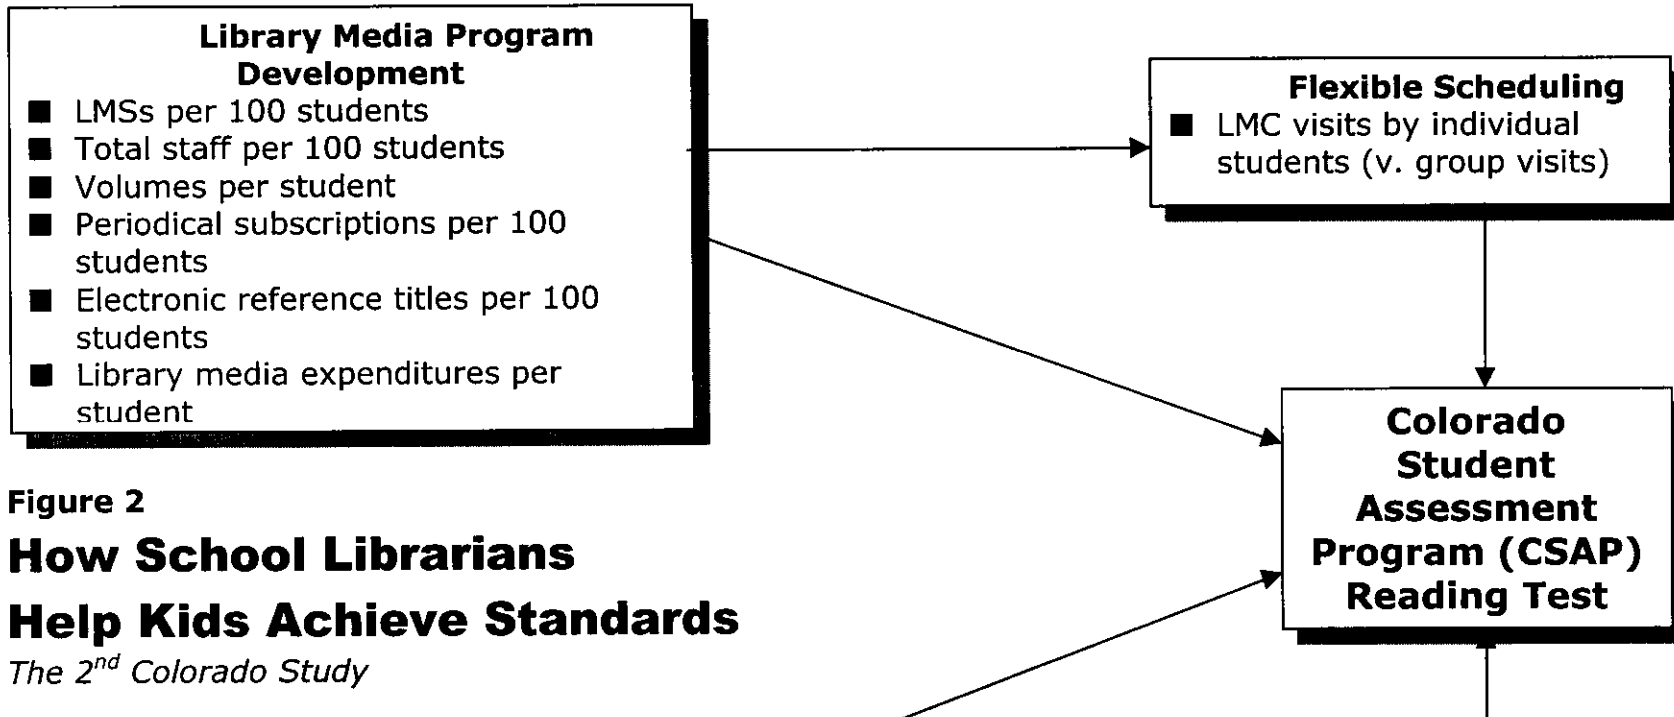 Library Media Program
Development
■ LMSs per 100 students
■ Total staff per 100 students
■ Volumes per student
■ Periodical subscriptions per 100
students
■ Electronic reference titles per 100
students
■ Library media expenditures per
student
Flexible Scheduling
■ LMC visits by individual
students (v. group visits)
Colorado
Student
Assessment
Program (CSAP)
Reading Test
Figure 2
How School Librarians
Help Kids Achieve Standards
The 2nd Colorado Study